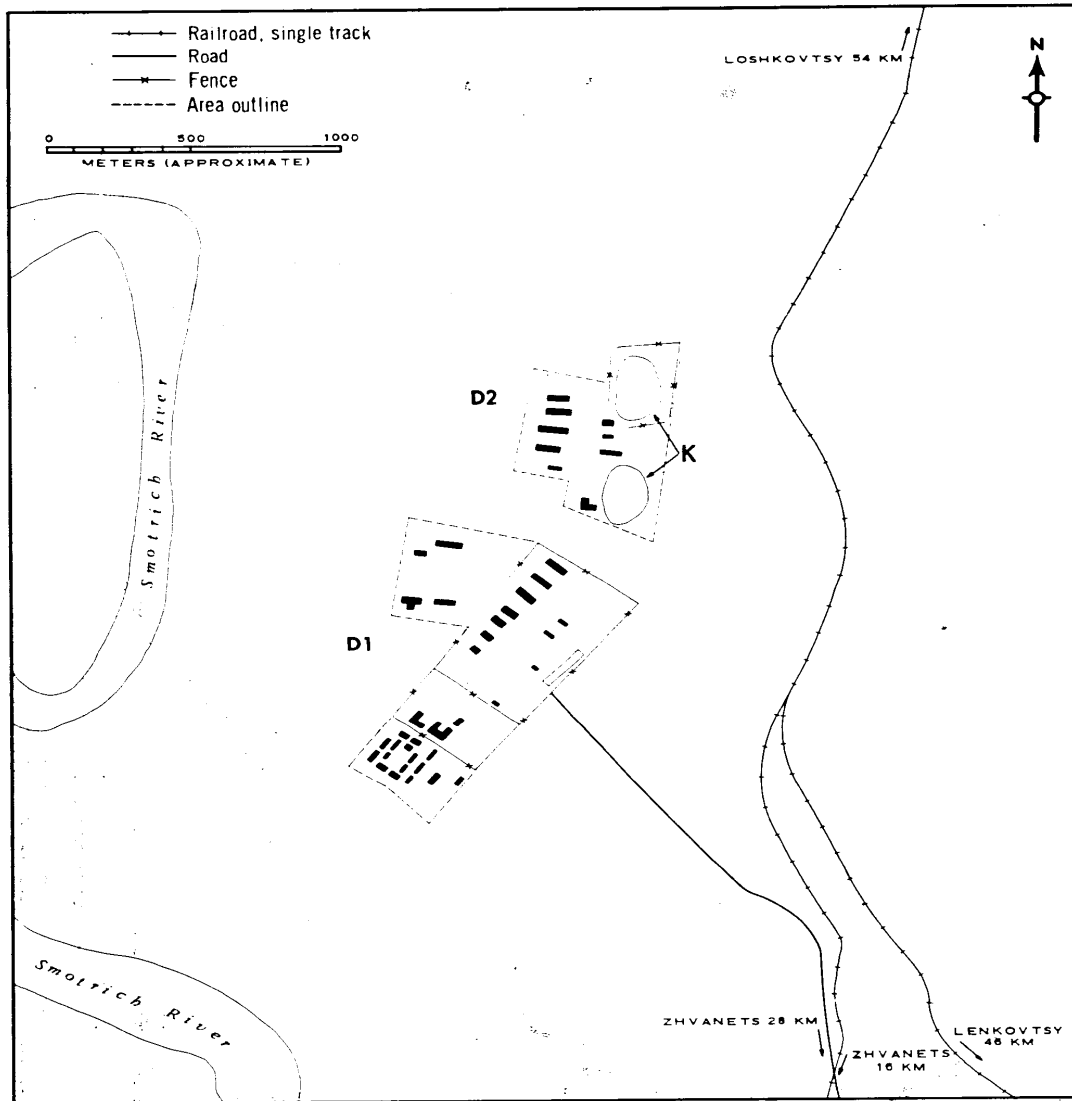 Railroad, single track
Road
Fence
Area outline
0 500 1000
METERS (APPROXIMATE)
LOSHKOVTSY 54 KM
N
Smotrich River
D2
K
D1
Smotrich River
ZHVANETS 28 KM
ZHVANETS
16 KM
LENKOVTSY
46 KM